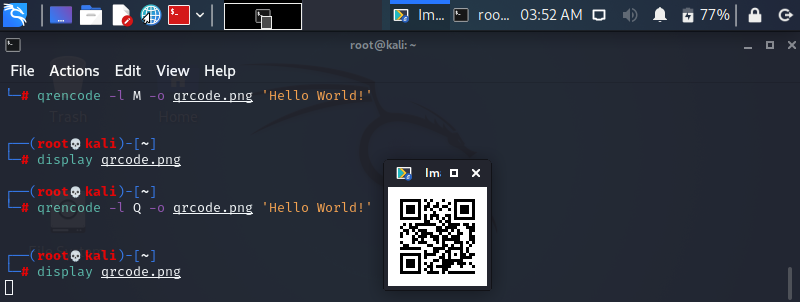 Im... roo... 03:52 AM 77%
root@kali: ~
File Actions Edit View Help
└─# qrencode -l M -o qrcode.png 'Hello World!'
Trash Home
┌──(root💀kali)-[~]
└─# display qrcode.png
┌──(root💀kali)-[~]
└─# qrencode -l Q -o qrcode.png 'Hello World!'
┌──(root💀kali)-[~]
└─# display qrcode.png
Im